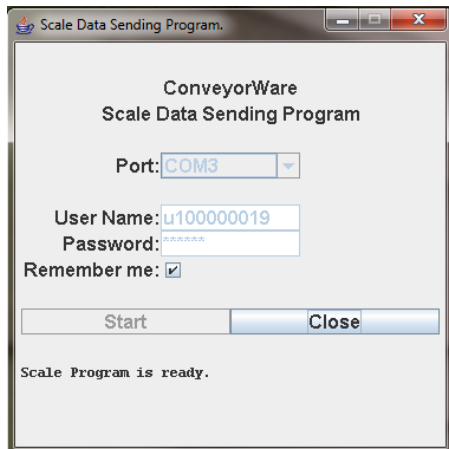 Scale Data Sending Program.
ConveyorWare
Scale Data Sending Program
Port: COM3
User Name: u100000019
Password: ******
Remember me:
Start Close
Scale Program is ready.